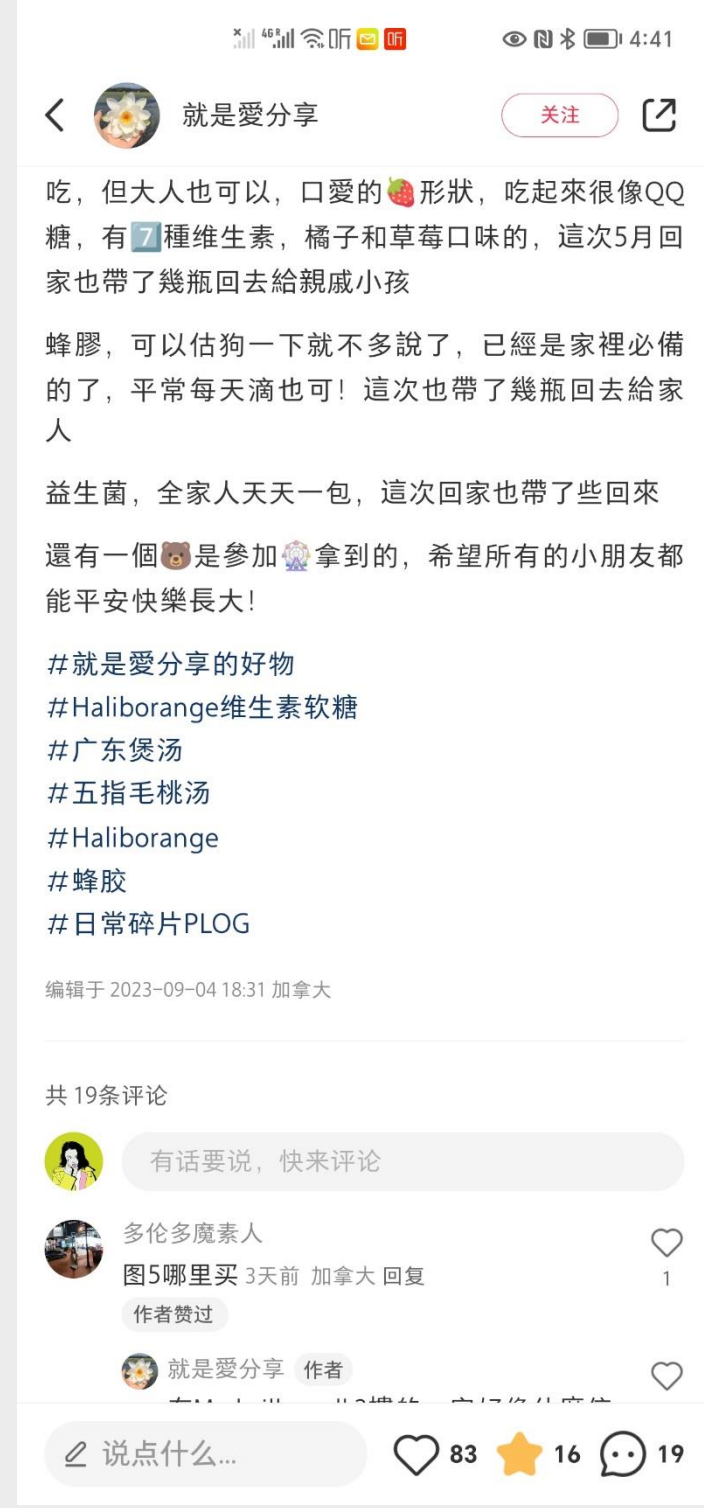 46 听 听 4:41
就是愛分享 关注
吃，但大人也可以，口愛的🍓形狀，吃起來很像QQ
糖，有7️⃣種维生素，橘子和草莓口味的，這次5月回
家也帶了幾瓶回去給親戚小孩
蜂膠，可以估狗一下就不多說了，已經是家裡必備
的了，平常每天滴也可！這次也帶了幾瓶回去給家
人
益生菌，全家人天天一包，這次回家也帶了些回來
還有一個🐻是參加🎡拿到的，希望所有的小朋友都
能平安快樂長大！
#就是愛分享的好物
#Haliborange维生素软糖
#广东煲汤
#五指毛桃汤
#Haliborange
#蜂胶
#日常碎片PLOG
编辑于 2023-09-04 18:31 加拿大
共 19条评论
有话要说，快来评论
多伦多魔素人
图5哪里买 3天前 加拿大 回复
1
作者赞过
就是愛分享 作者
说点什么... 83 16 19